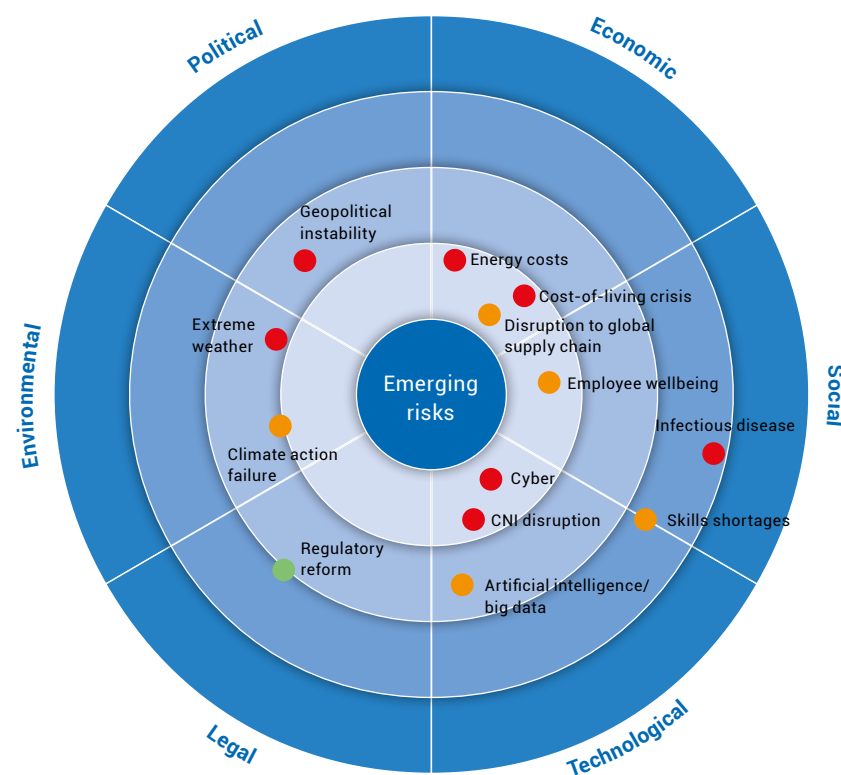 Political
Economic
Geopolitical
instability
Energy costs
Cost-of-living crisis
Extreme
weather
Disruption to global
supply chain
Environmental
Emerging
risks
Employee wellbeing
Social
Infectious disease
Climate action
failure
Cyber
CNI disruption
Skills shortages
Regulatory
reform
Artificial intelligence/
big data
Legal
Technological